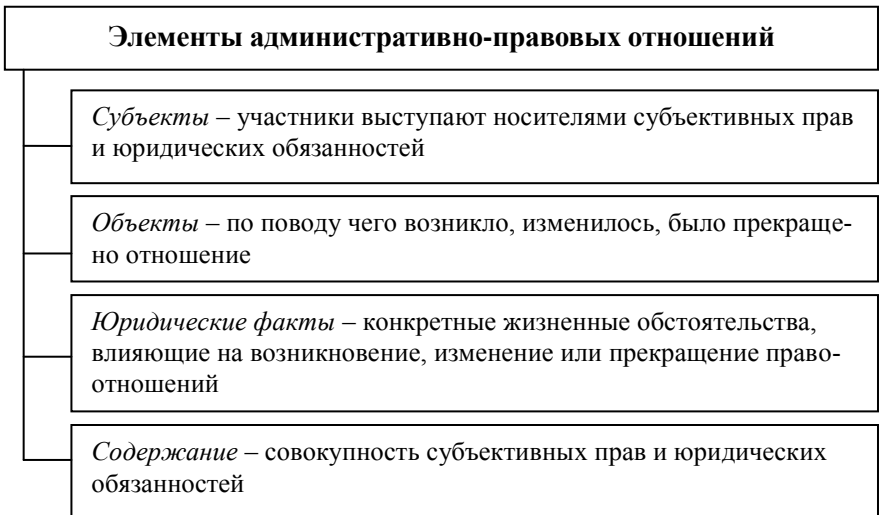 Элементы административно-правовых отношений
Субъекты – участники выступают носителями субъективных прав
и юридических обязанностей
Объекты – по поводу чего возникло, изменилось, было прекраще-
но отношение
Юридические факты – конкретные жизненные обстоятельства,
влияющие на возникновение, изменение или прекращение право-
отношений
Содержание – совокупность субъективных прав и юридических
обязанностей